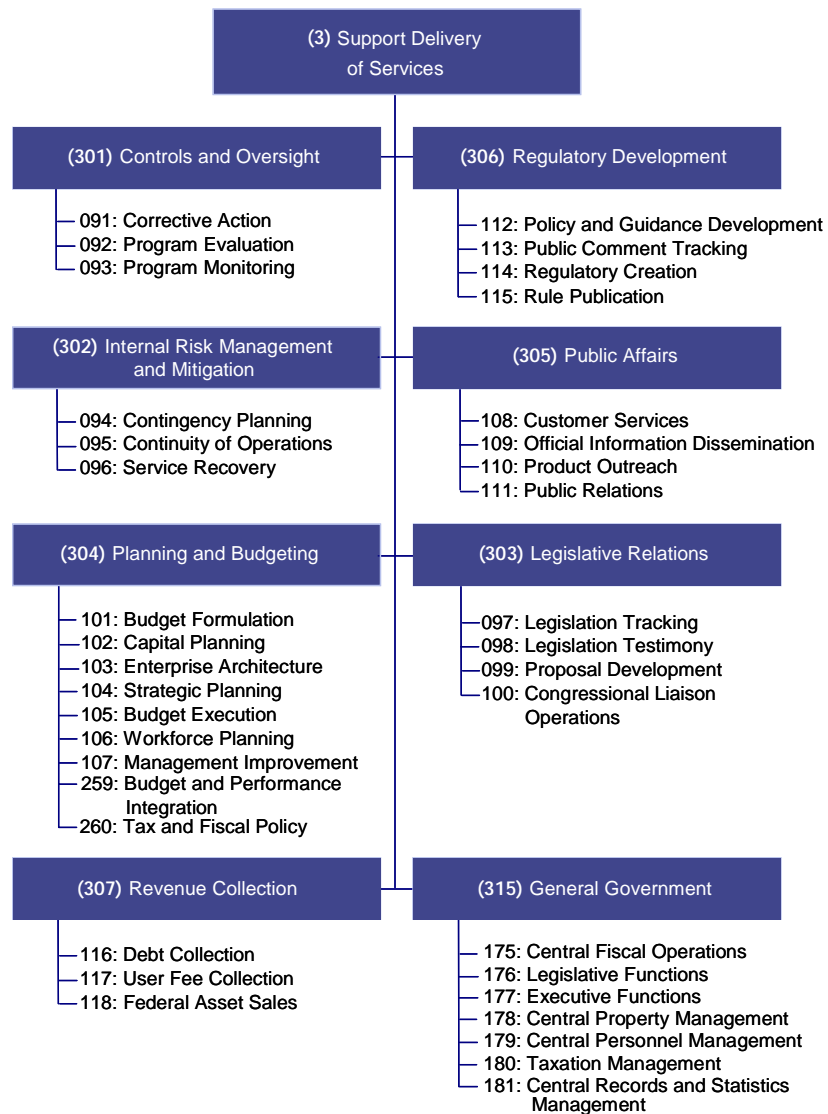 (3) Support Delivery
of Services
(301) Controls and Oversight
091: Corrective Action
092: Program Evaluation
093: Program Monitoring
(306) Regulatory Development
112: Policy and Guidance Development
113: Public Comment Tracking
114: Regulatory Creation
115: Rule Publication
(302) Internal Risk Management
and Mitigation
094: Contingency Planning
095: Continuity of Operations
096: Service Recovery
(305) Public Affairs
108: Customer Services
109: Official Information Dissemination
110: Product Outreach
111: Public Relations
(304) Planning and Budgeting
101: Budget Formulation
102: Capital Planning
103: Enterprise Architecture
104: Strategic Planning
105: Budget Execution
106: Workforce Planning
107: Management Improvement
259: Budget and Performance
Integration
260: Tax and Fiscal Policy
(303) Legislative Relations
097: Legislation Tracking
098: Legislation Testimony
099: Proposal Development
100: Congressional Liaison
Operations
(307) Revenue Collection
116: Debt Collection
117: User Fee Collection
118: Federal Asset Sales
(315) General Government
175: Central Fiscal Operations
176: Legislative Functions
177: Executive Functions
178: Central Property Management
179: Central Personnel Management
180: Taxation Management
181: Central Records and Statistics
Management